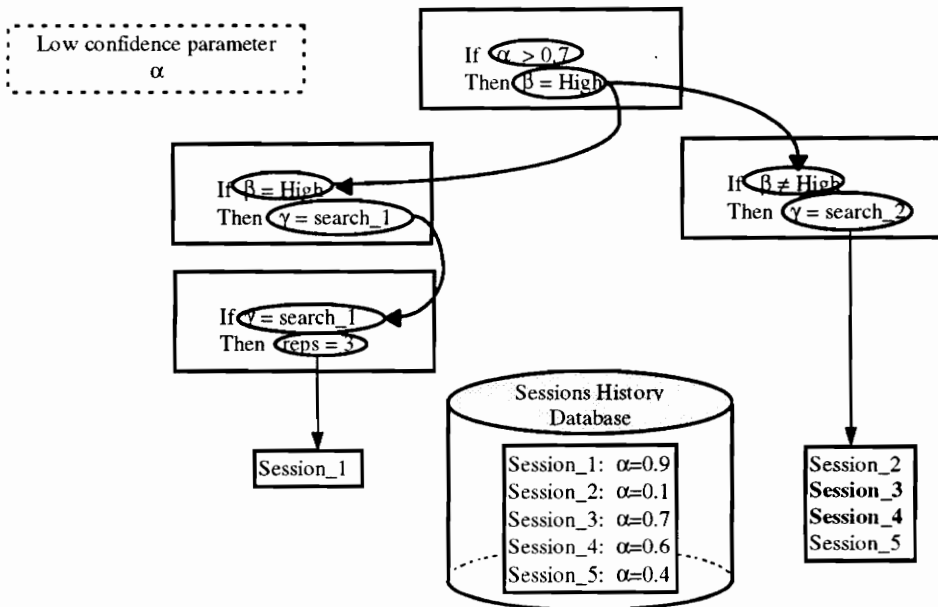 Low confidence parameter
α
If α > 0.7
Then β = High
If β = High
Then γ = search_1
If β ≠ High
Then γ = search_2
If γ = search_1
Then reps = 3
Session_1
Sessions History
Database
Session_1: α=0.9
Session_2: α=0.1
Session_3: α=0.7
Session_4: α=0.6
Session_5: α=0.4
Session_2
Session_3
Session_4
Session_5